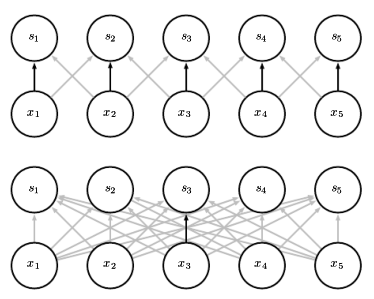 s₁ s₂ s₃ s₄ s₅
x₁ x₂ x₃ x₄ x₅
s₁ s₂ s₃ s₄ s₅
x₁ x₂ x₃ x₄ x₅